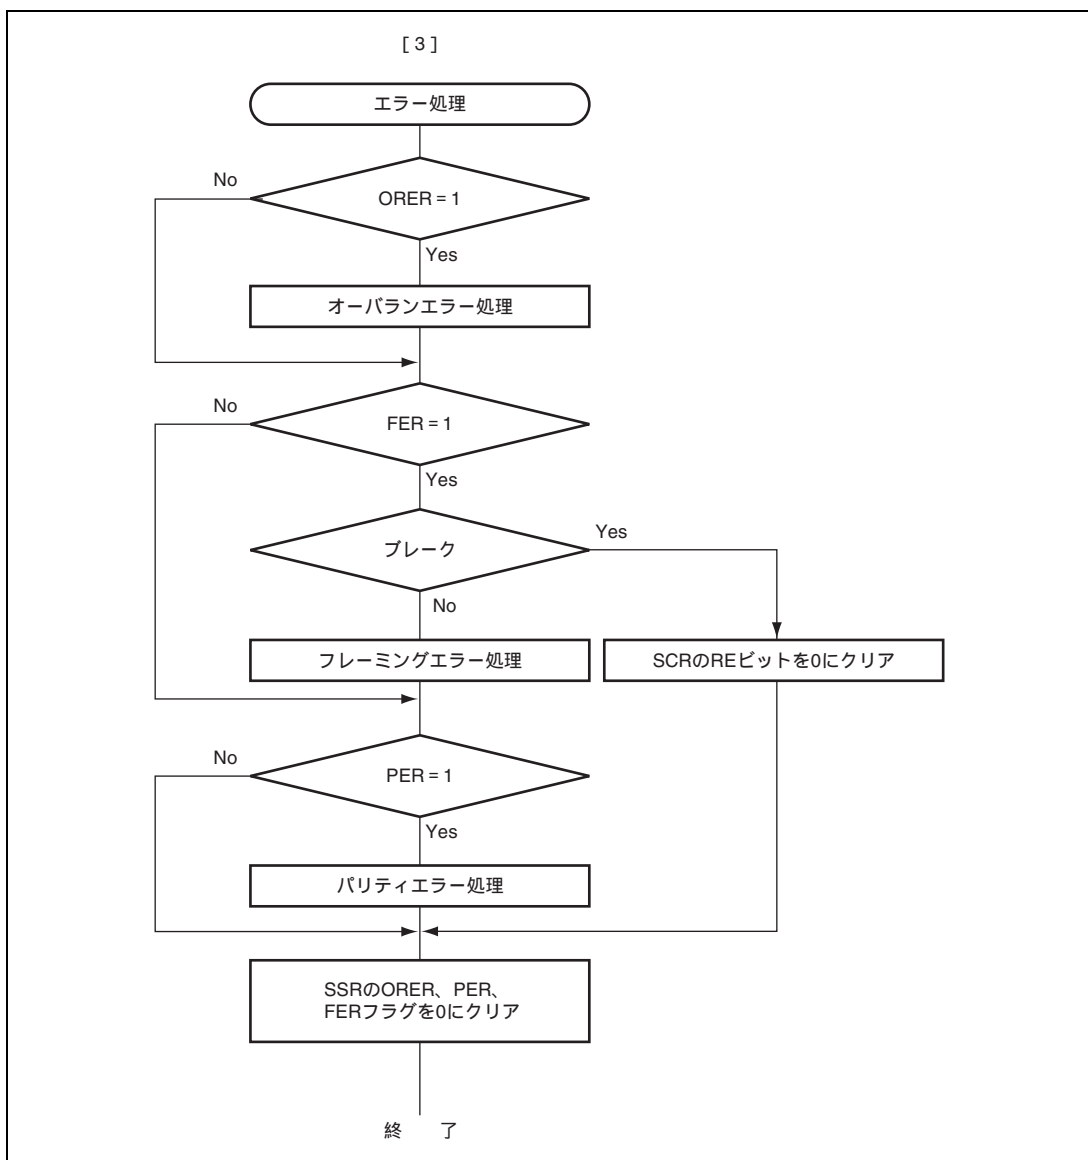 [ 3 ]
エラー処理
No
ORER = 1
Yes
オーバランエラー処理
No
FER = 1
Yes
ブレーク
Yes
No
フレーミングエラー処理
SCRのREビットを0にクリア
No
PER = 1
Yes
パリティエラー処理
SSRのORER、PER、
FERフラグを0にクリア
終　了